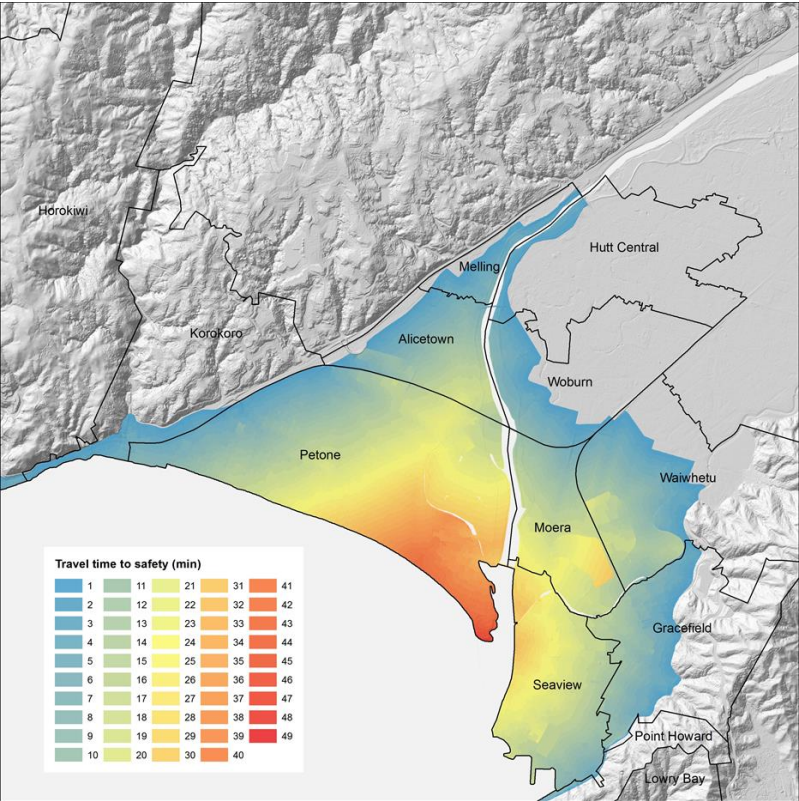 Horokiwi
Hutt Central
Melling
Korokoro
Alicetown
Woburn
Petone
Waiwhetu
Moera
Gracefield
Seaview
Point Howard
Lowry Bay
Travel time to safety (min)
1 11 21 31 41
2 12 22 32 42
3 13 23 33 43
4 14 24 34 44
5 15 25 35 45
6 16 26 36 46
7 17 27 37 47
8 18 28 38 48
9 19 29 39 49
10 20 30 40